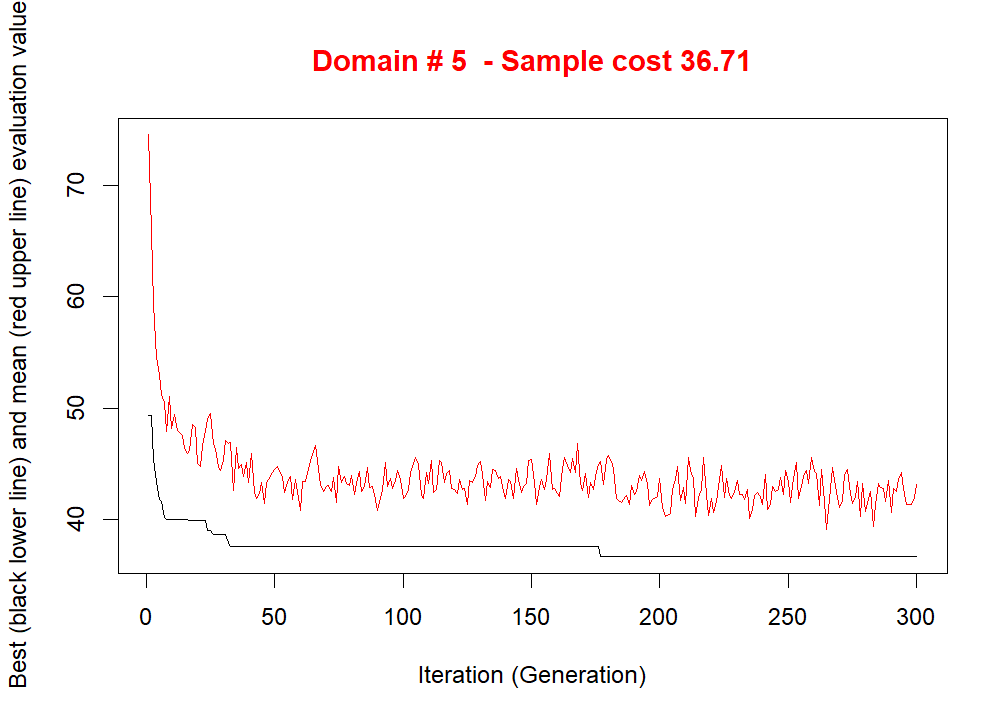 Domain # 5  - Sample cost 36.71
Best (black lower line) and mean (red upper line) evaluation value
70
60
50
40
0 50 100 150 200 250 300
Iteration (Generation)